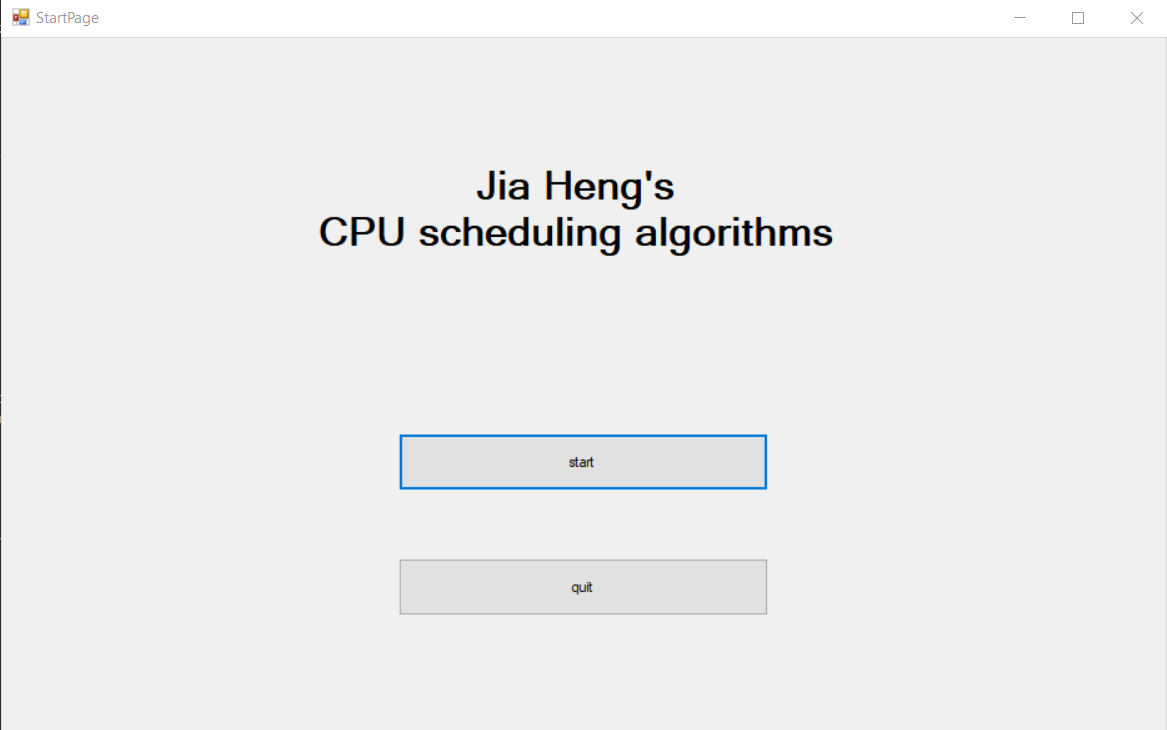 StartPage
Jia Heng's
CPU scheduling algorithms
start
quit